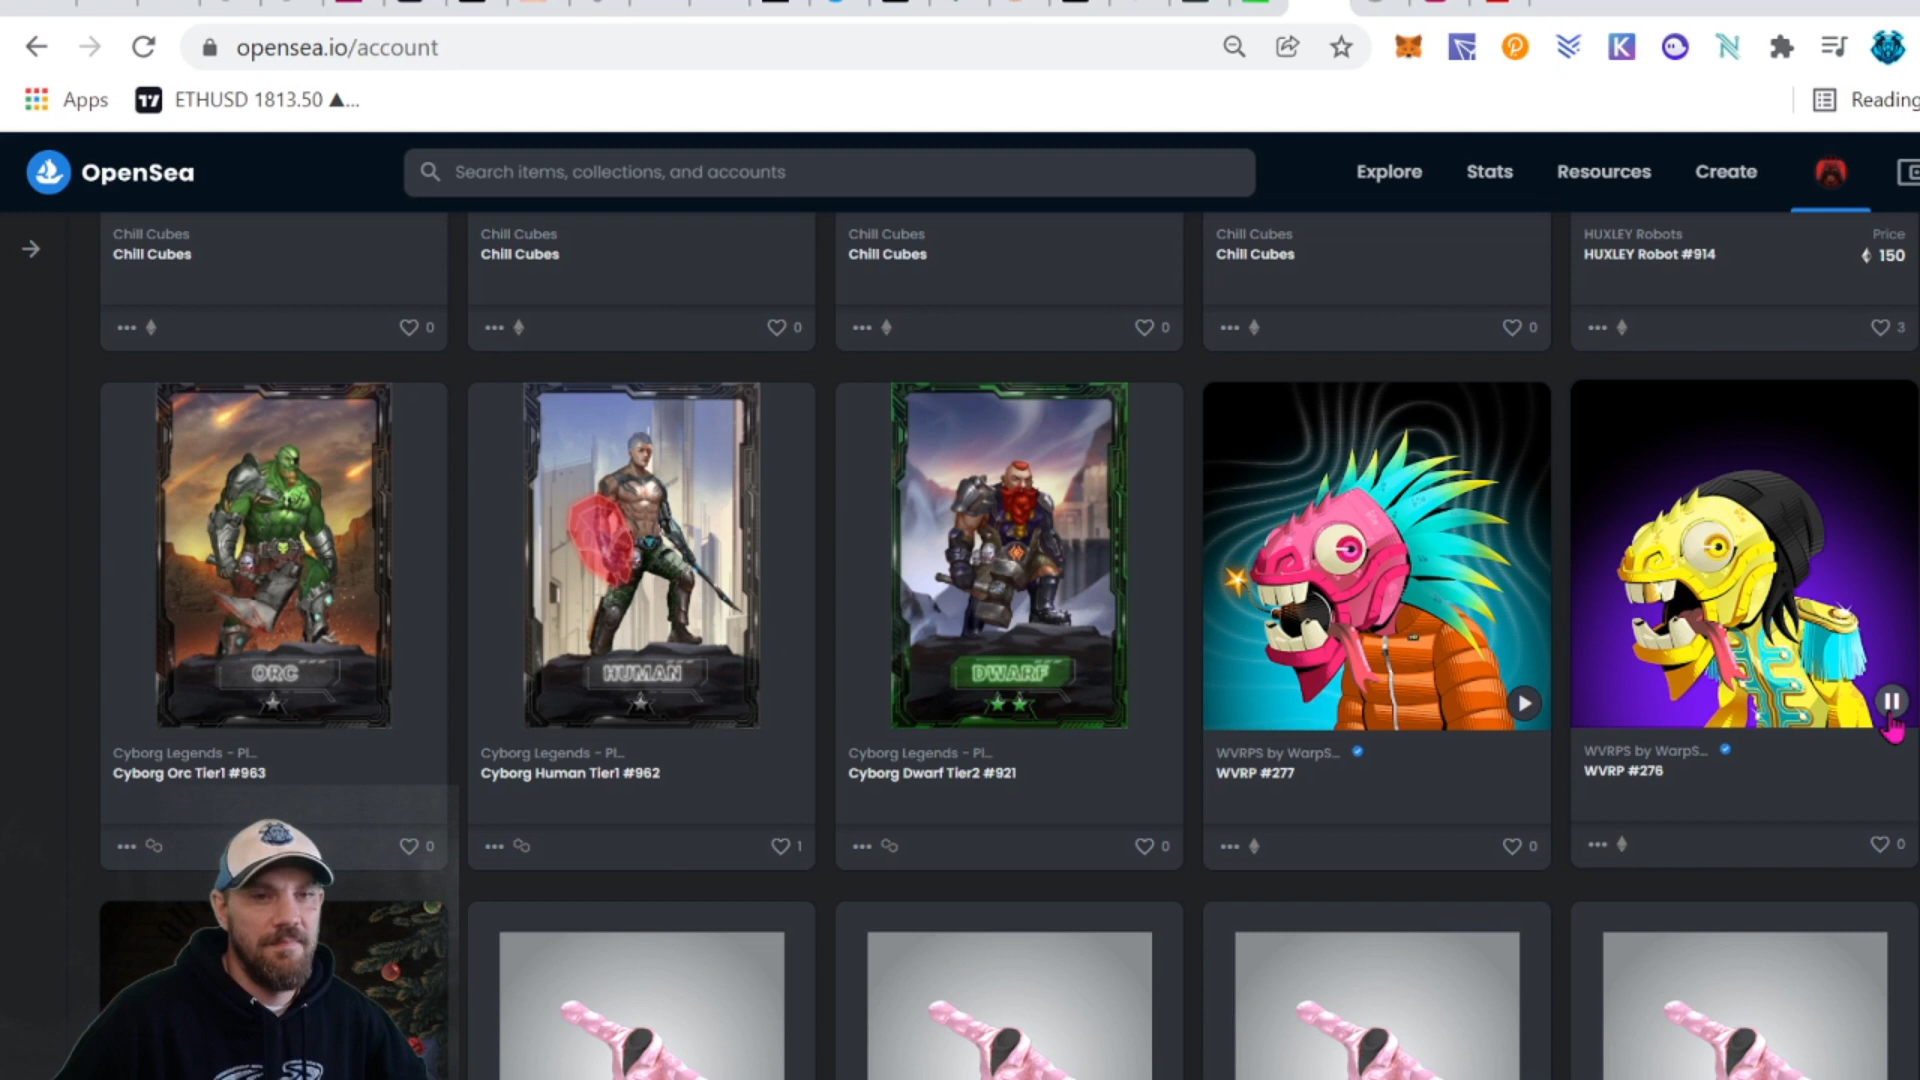 opensea.io/account
Apps
ETHUSD 1813.50 ▲...
Reading
OpenSea
Search items, collections, and accounts
Explore
Stats
Resources
Create
Chill Cubes
Chill Cubes
Chill Cubes
Chill Cubes
Chill Cubes
Chill Cubes
Chill Cubes
Chill Cubes
HUXLEY Robots
Price
HUXLEY Robot #914
150
0
0
0
0
3
ORC
HUMAN
DWARF
Cyborg Legends - Pl...
Cyborg Orc Tier1 #963
Cyborg Legends - Pl...
Cyborg Human Tier1 #962
Cyborg Legends - Pl...
Cyborg Dwarf Tier2 #921
WVRPS by WarpS...
WVRP #277
WVRPS by WarpS...
WVRP #276
0
1
0
0
0